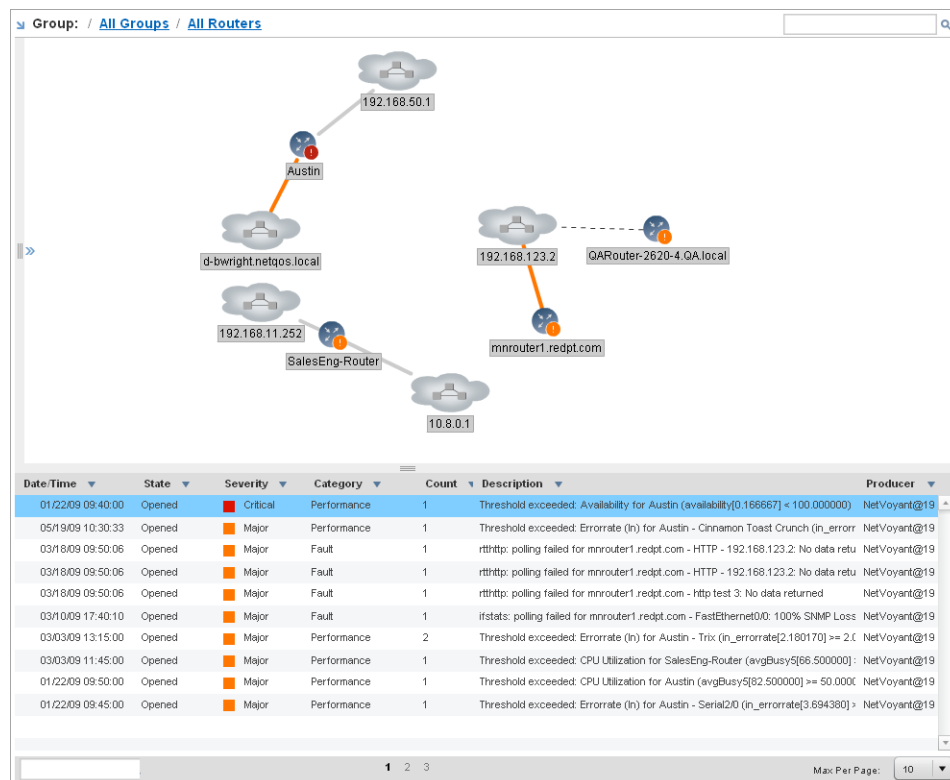 Group: / All Groups / All Routers
192.168.50.1
Austin
d-bwright.netqos.local
192.168.123.2
QARouter-2620-4.QA.local
192.168.11.252
SalesEng-Router
mnrouter1.redpt.com
10.8.0.1
Date/Time State Severity Category Count Description Producer
01/22/09 09:40:00 Opened Critical Performance 1 Threshold exceeded: Availability for Austin (availability[0.166667] < 100.000000) NetVoyant@19
05/19/09 10:30:33 Opened Major Performance 1 Threshold exceeded: Errorrate (In) for Austin - Cinnamon Toast Crunch (in_errorr NetVoyant@19
03/18/09 09:50:06 Opened Major Fault 1 rtthttp: polling failed for mnrouter1.redpt.com - HTTP - 192.168.123.2: No data retu NetVoyant@19
03/18/09 09:50:06 Opened Major Fault 1 rtthttp: polling failed for mnrouter1.redpt.com - HTTP - 192.168.123.2: No data retu NetVoyant@19
03/18/09 09:50:06 Opened Major Fault 1 rtthttp: polling failed for mnrouter1.redpt.com - http test 3: No data returned NetVoyant@19
03/10/09 17:40:10 Opened Major Fault 1 ifstats: polling failed for mnrouter1.redpt.com - FastEthernet0/0: 100% SNMP Loss NetVoyant@19
03/03/09 13:15:00 Opened Major Performance 2 Threshold exceeded: Errorrate (In) for Austin - Trix (in_errorrate[2.180170] >= 2.0 NetVoyant@19
03/03/09 11:45:00 Opened Major Performance 1 Threshold exceeded: CPU Utilization for SalesEng-Router (avgBusy5[66.500000] : NetVoyant@19
01/22/09 09:50:00 Opened Major Performance 1 Threshold exceeded: CPU Utilization for Austin (avgBusy5[82.500000] >= 50.000( NetVoyant@19
01/22/09 09:45:00 Opened Major Performance 1 Threshold exceeded: Errorrate (In) for Austin - Serial2/0 (in_errorrate[3.694380] > NetVoyant@19
1 2 3
Max Per Page: 10